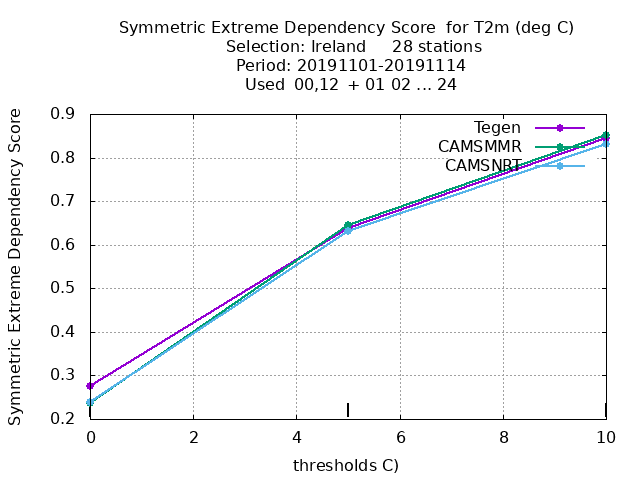 Symmetric Extreme Dependency Score  for T2m (deg C)
Selection: Ireland     28 stations
Period: 20191101-20191114
Used  00,12  + 01 02 ... 24
Symmetric Extreme Dependency Score
0.9
0.8
0.7
0.6
0.5
0.4
0.3
0.2
Tegen
CAMSMMR
CAMSNRT
0 2 4 6 8 10
thresholds C)